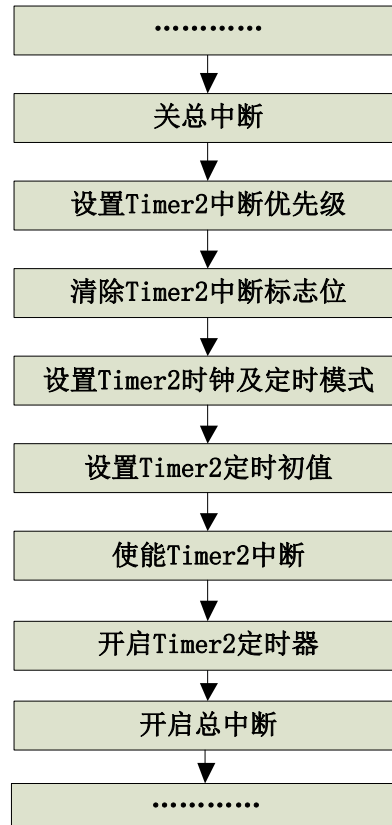 …………
关总中断
设置Timer2中断优先级
清除Timer2中断标志位
设置Timer2时钟及定时模式
设置Timer2定时初值
使能Timer2中断
开启Timer2定时器
开启总中断
…………